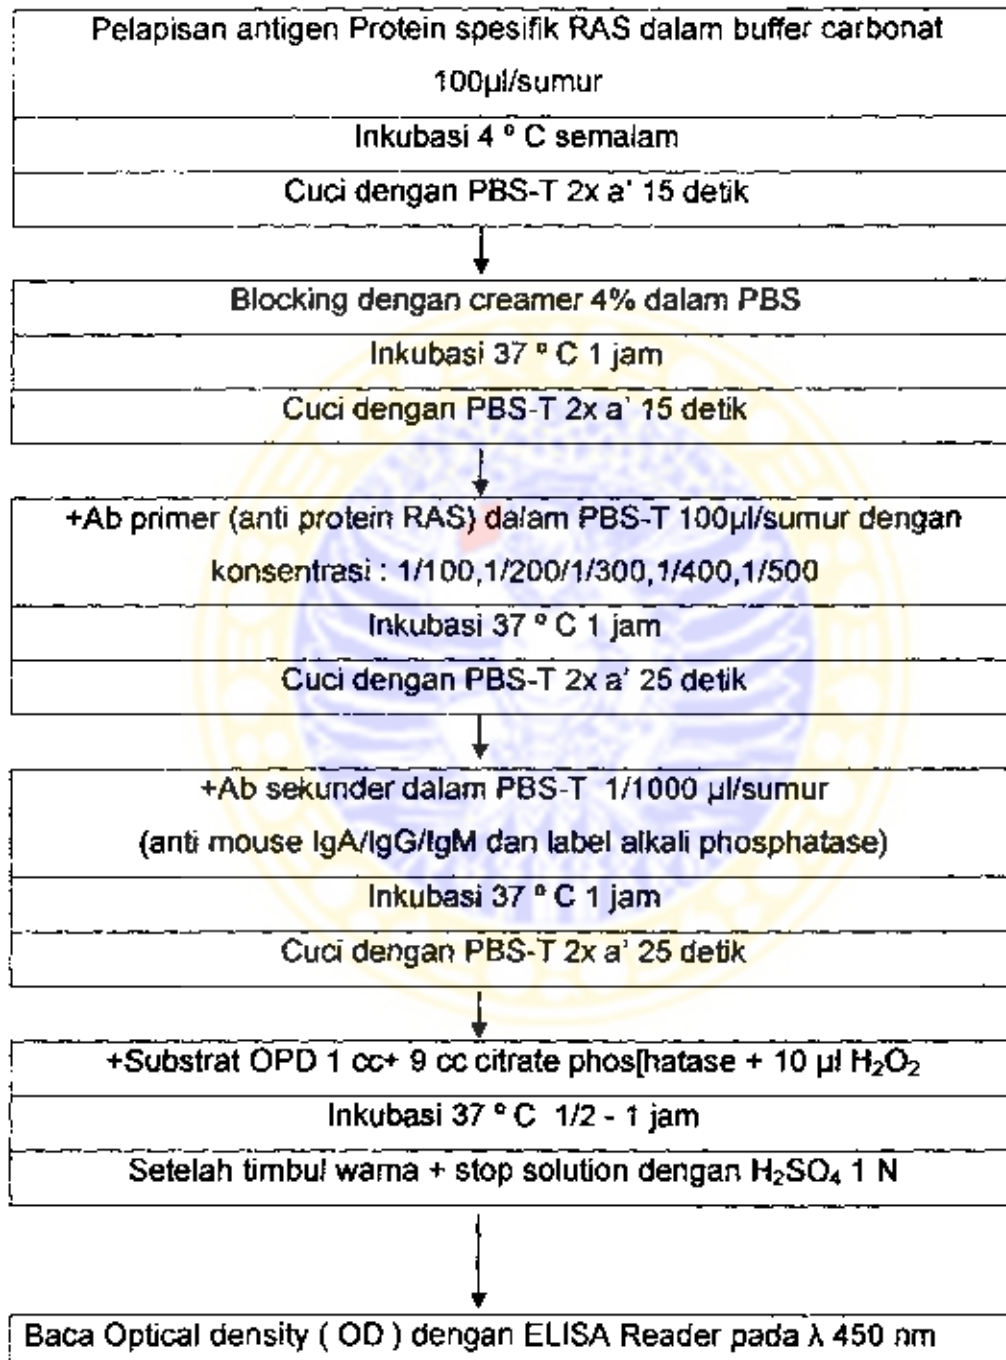 Pelapisan antigen Protein spesifik RAS dalam buffer carbonat
100µl/sumur
Inkubasi 4 º C semalam
Cuci dengan PBS-T 2x a' 15 detik
Blocking dengan creamer 4% dalam PBS
Inkubasi 37 º C 1 jam
Cuci dengan PBS-T 2x a' 15 detik
+Ab primer (anti protein RAS) dalam PBS-T 100µl/sumur dengan
konsentrasi : 1/100,1/200/1/300,1/400,1/500
Inkubasi 37 º C 1 jam
Cuci dengan PBS-T 2x a' 25 detik
+Ab sekunder dalam PBS-T 1/1000 µl/sumur
(anti mouse IgA/IgG/IgM dan label alkali phosphatase)
Inkubasi 37 º C 1 jam
Cuci dengan PBS-T 2x a' 25 detik
+Substrat OPD 1 cc+ 9 cc citrate phos[hatase + 10 µl H₂O₂
Inkubasi 37 º C 1/2 - 1 jam
Setelah timbul warna + stop solution dengan H₂SO₄ 1 N
Baca Optical density ( OD ) dengan ELISA Reader pada λ 450 nm